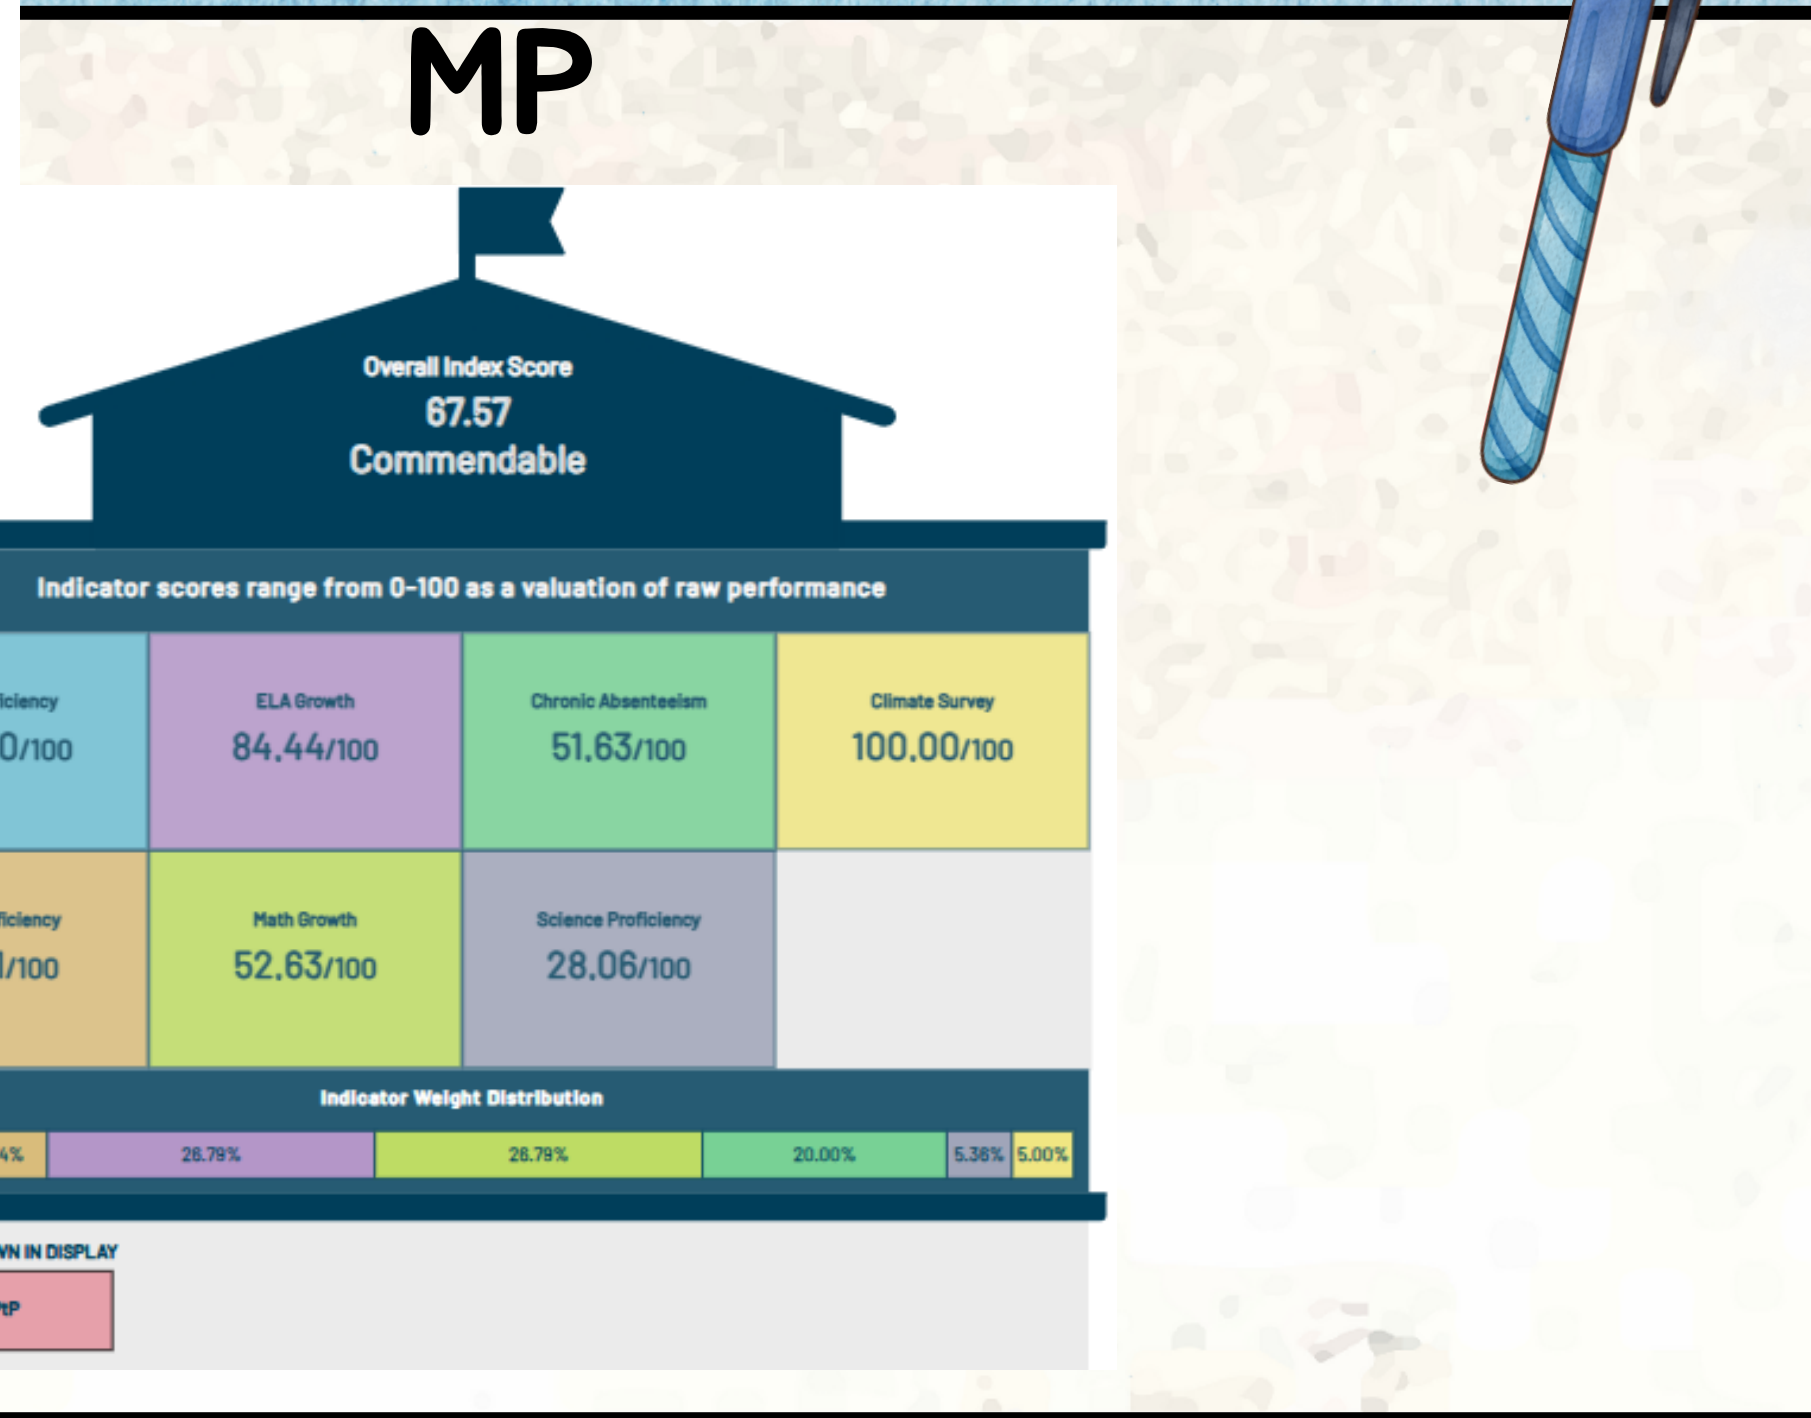 MP
Overall Index Score
67.57
Commendable
Indicator scores range from 0-100 as a valuation of raw performance
iciency
ELA Growth
Chronic Absenteeism
Climate Survey
0/100
84.44/100
51.63/100
100.00/100
ficiency
Math Growth
Science Proficiency
/100
52.63/100
28.06/100
Indicator Weight Distribution
4% 26.79% 26.79% 20.00% 5.36% 5.00%
WN IN DISPLAY
tP